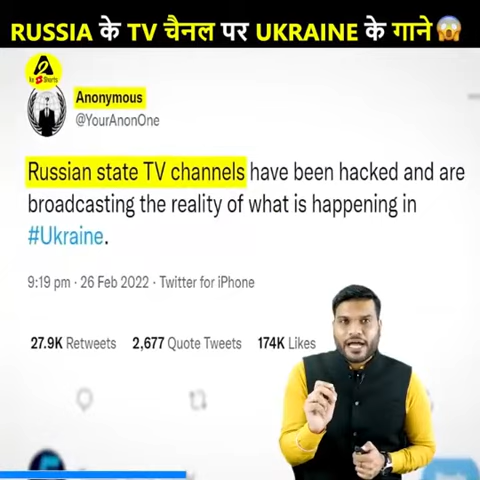 RUSSIA के TV चैनल पर UKRAINE के गाने
Anonymous
@YourAnonOne
Russian state TV channels have been hacked and are
broadcasting the reality of what is happening in
#Ukraine.
9:19 pm · 26 Feb 2022 · Twitter for iPhone
27.9K Retweets 2,677 Quote Tweets 174K Likes